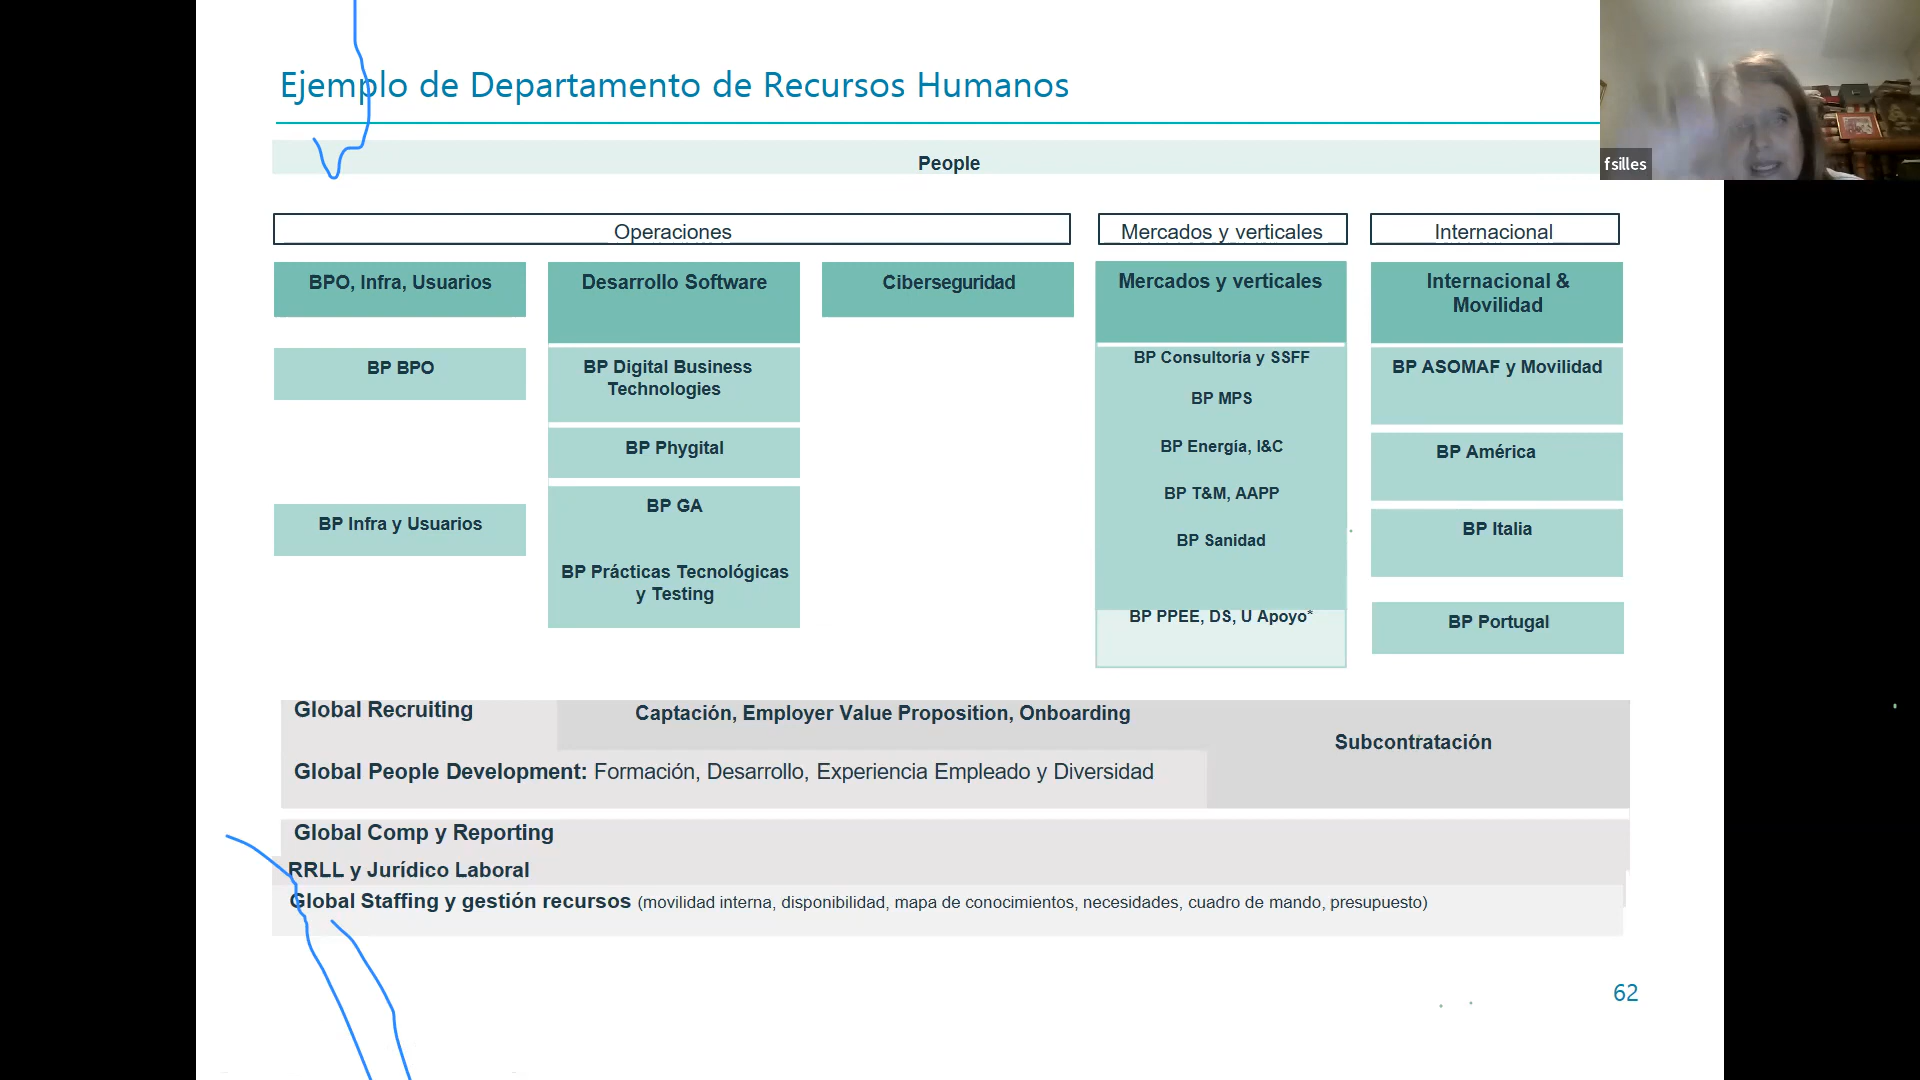 Ejemplo de Departamento de Recursos Humanos
fsilles
People
Operaciones
Mercados y verticales
Internacional
BPO, Infra, Usuarios
Desarrollo Software
Ciberseguridad
Mercados y verticales
Internacional &
Movilidad
BP BPO
BP Infra y Usuarios
BP Digital Business
Technologies
BP Phygital
BP GA
BP Prácticas Tecnológicas
y Testing
BP Consultoría y SSFF
BP MPS
BP Energía, I&C
BP T&M, AAPP
BP Sanidad
BP PPEE, DS, U Apoyo*
BP ASOMAF y Movilidad
BP América
BP Italia
BP Portugal
Global Recruiting
Captación, Employer Value Proposition, Onboarding
Subcontratación
Global People Development: Formación, Desarrollo, Experiencia Empleado y Diversidad
Global Comp y Reporting
RRLL y Jurídico Laboral
Global Staffing y gestión recursos (movilidad interna, disponibilidad, mapa de conocimientos, necesidades, cuadro de mando, presupuesto)
62